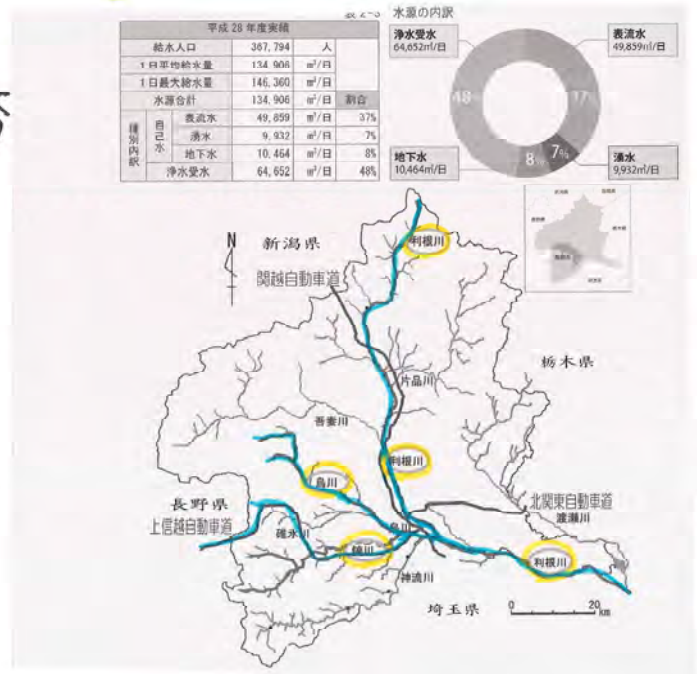 水源の内訳
平成 28 年度実績
給水人口 367,794 人
1日平均給水量 134,906 m³/日
1日最大給水量 146,360 m³/日
水源合計 134,906 m³/日 割合
種別内訳 自己水 表流水 49,859 m³/日 37%
湧水 9,932 m³/日 7%
地下水 10,464 m³/日 8%
浄水受水 64,652 m³/日 48%
浄水受水
64,652㎥/日
表流水
49,859㎥/日
48%
37%
8%
7%
地下水
10,464㎥/日
湧水
9,932㎥/日
N
新潟県
利根川
関越自動車道
栃木県
片品川
吾妻川
利根川
烏川
長野県
上信越自動車道
北関東自動車道
渡瀬川
碓氷川
烏川
鏑川
利根川
神流川
埼玉県
0 20
km